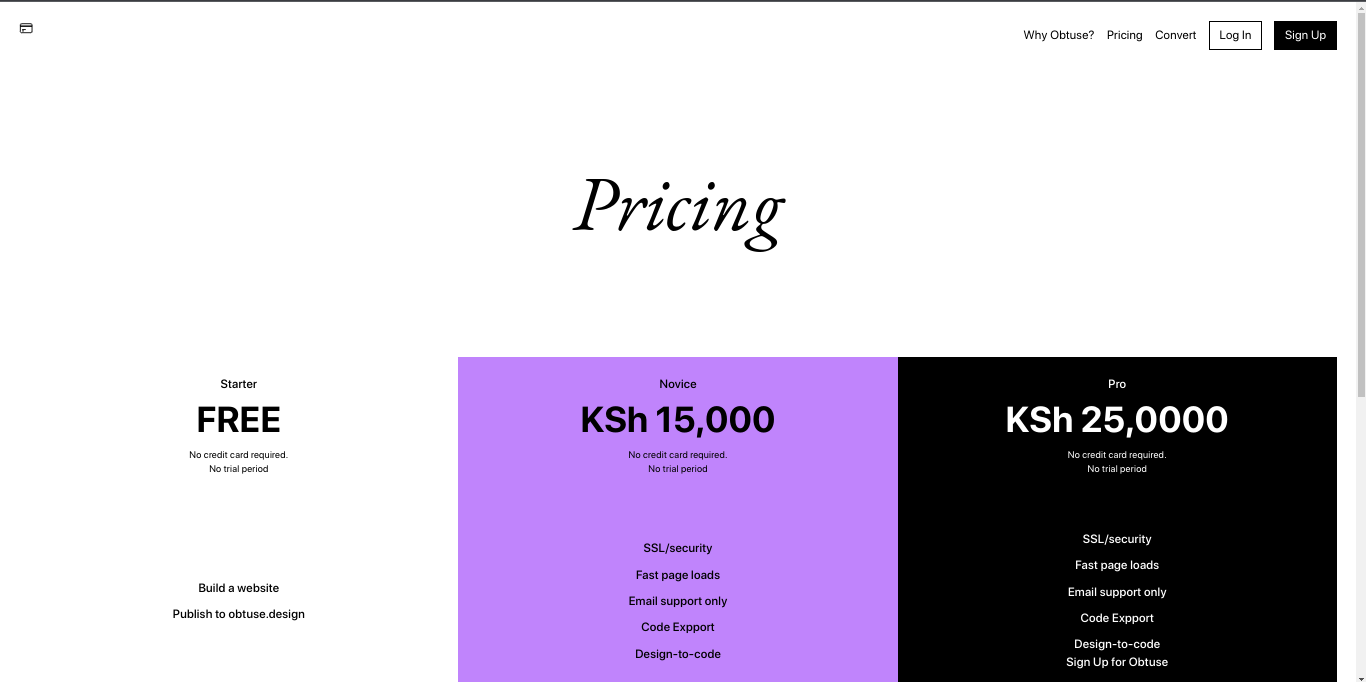 Why Obtuse? Pricing Convert Log In Sign Up
Pricing
Starter
FREE
No credit card required.
No trial period
Build a website
Publish to obtuse.design
Novice
KSh 15,000
No credit card required.
No trial period
SSL/security
Fast page loads
Email support only
Code Expport
Design-to-code
Pro
KSh 25,0000
No credit card required.
No trial period
SSL/security
Fast page loads
Email support only
Code Expport
Design-to-code
Sign Up for Obtuse